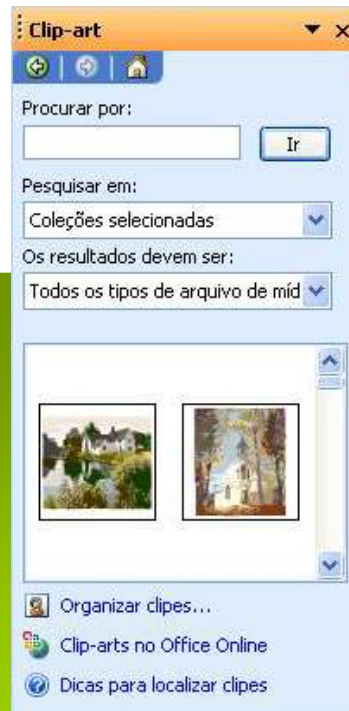 Clip-art
Procurar por:
Ir
Pesquisar em:
Coleções selecionadas
Os resultados devem ser:
Todos os tipos de arquivo de míd
Organizar clipes...
Clip-arts no Office Online
Dicas para localizar clipes